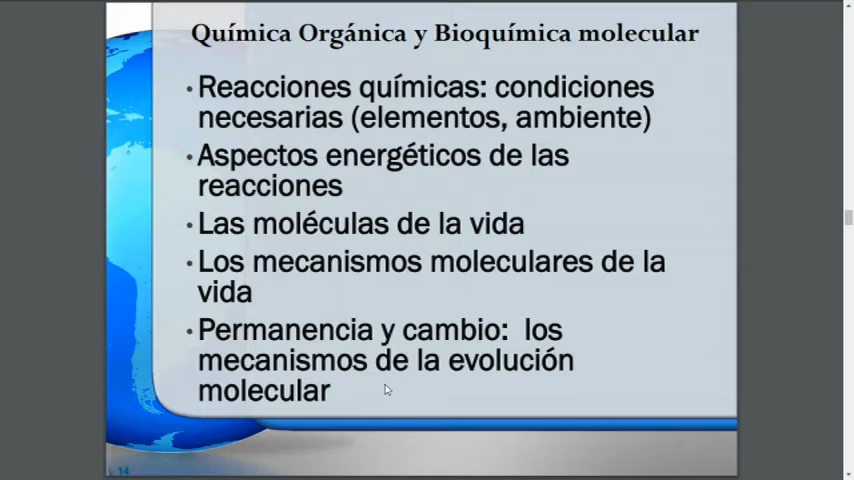 Química Orgánica y Bioquímica molecular
•Reacciones químicas: condiciones
necesarias (elementos, ambiente)
•Aspectos energéticos de las
reacciones
•Las moléculas de la vida
•Los mecanismos moleculares de la
vida
•Permanencia y cambio:  los
mecanismos de la evolución
molecular
14